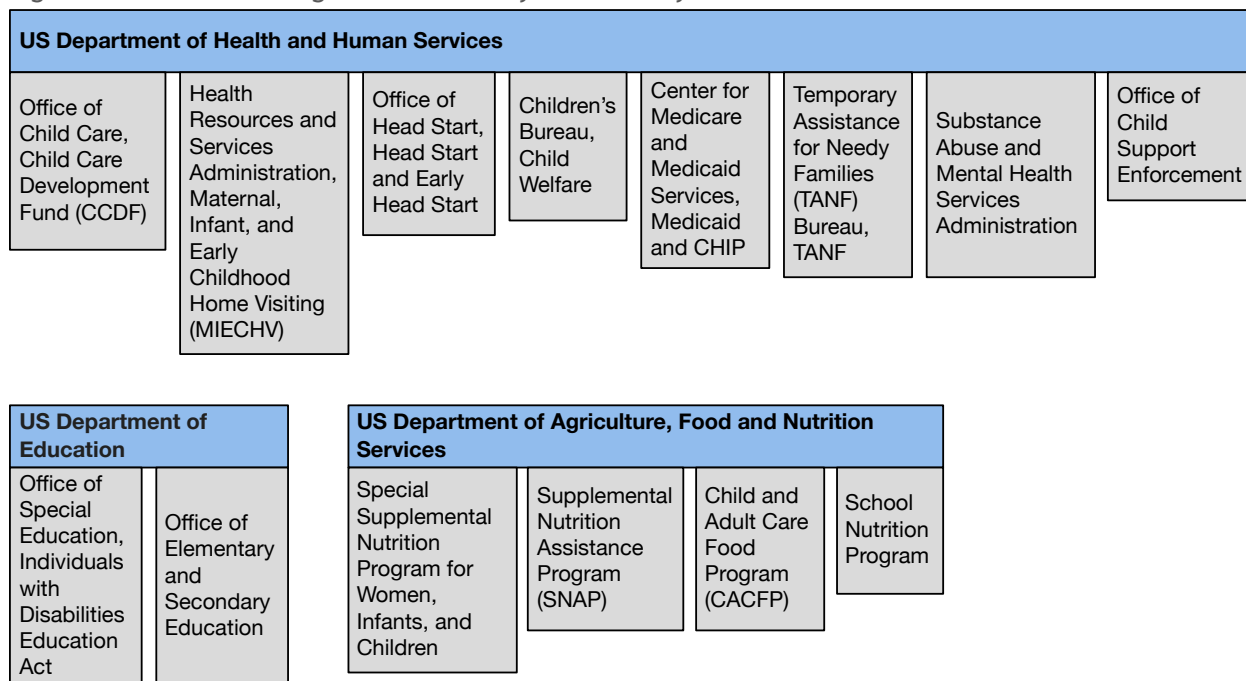 US Department of Health and Human Services
Office of
Child Care,
Child Care
Development
Fund (CCDF)
Health
Resources and
Services
Administration,
Maternal,
Infant, and
Early
Childhood
Home Visiting
(MIECHV)
Office of
Head Start,
Head Start
and Early
Head Start
Children's
Bureau,
Child
Welfare
Center for
Medicare
and
Medicaid
Services,
Medicaid
and CHIP
Temporary
Assistance
for Needy
Families
(TANF)
Bureau,
TANF
Substance
Abuse and
Mental Health
Services
Administration
Office of
Child
Support
Enforcement
US Department of
Education
Office of
Special
Education,
Individuals
with
Disabilities
Education
Act
Office of
Elementary
and
Secondary
Education
US Department of Agriculture, Food and Nutrition
Services
Special
Supplemental
Nutrition
Program for
Women,
Infants, and
Children
Supplemental
Nutrition
Assistance
Program
(SNAP)
Child and
Adult Care
Food
Program
(CACFP)
School
Nutrition
Program